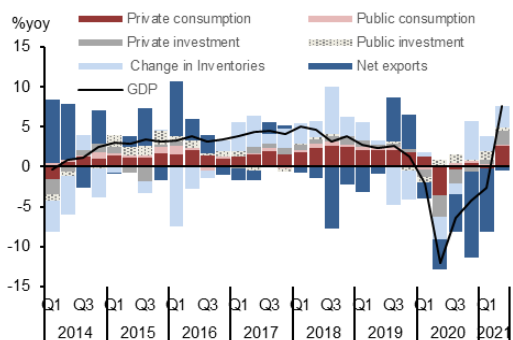 %yoy
Private consumption
Public consumption
Private investment
Public investment
Change in Inventories
Net exports
GDP
15
10
5
0
-5
-10
-15
Q1 Q3 Q1 Q3 Q1 Q3 Q1 Q3 Q1 Q3 Q1 Q3 Q1 Q3 Q1
2014 2015 2016 2017 2018 2019 2020 2021